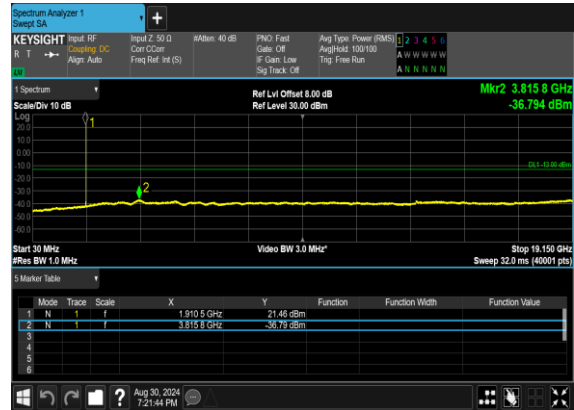 Spectrum Analyzer 1
Swept SA
+
KEYSIGHT Input: RF Input Z: 50 Ω #Atten: 40 dB PNO: Fast Avg Type: Power (RMS) 1 2 3 4 5 6
R T Coupling: DC Corr CCorr Gate: Off Avg|Hold: 100/100 A W W W W W
Align: Auto Freq Ref: Int (S) IF Gain: Low Trig: Free Run
LW Sig Track: Off A N N N N N
1 Spectrum Ref Lvl Offset 8.00 dB Mkr2 3.815 8 GHz
Scale/Div 10 dB Ref Level 30.00 dBm -36.794 dBm
Log
20.0
10.0
0.00
-10.0
-20.0
-30.0
-40.0
-50.0
-60.0
1
2
DL1 -13.00 dBm
Start 30 MHz Video BW 3.0 MHz* Stop 19.150 GHz
#Res BW 1.0 MHz Sweep 32.0 ms (40001 pts)
5 Marker Table
Mode Trace Scale X Y Function Function Width Function Value
1 N 1 f 1.910 5 GHz 21.46 dBm
2 N 1 f 3.815 8 GHz -36.79 dBm
3
4
5
6
? Aug 30, 2024
7:21:44 PM